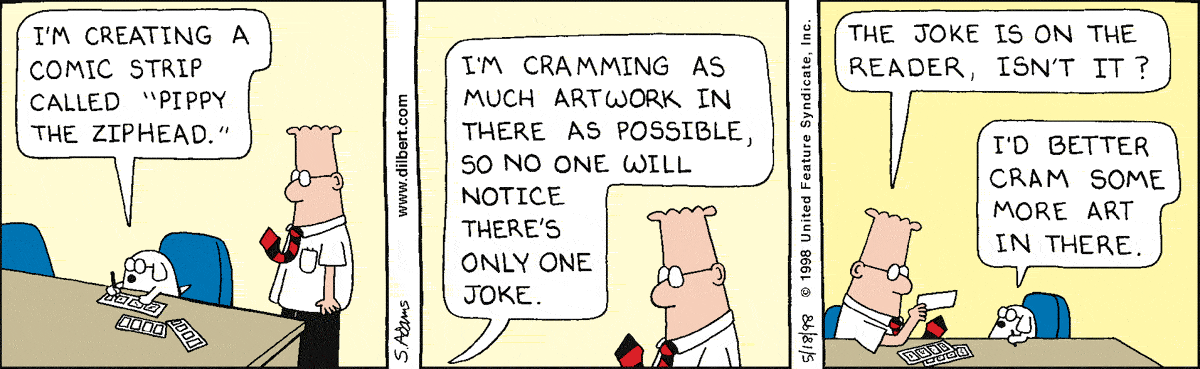 I'M CREATING A
COMIC STRIP
CALLED "PIPPY
THE ZIPHEAD."
S.Adams
www.dilbert.com
I'M CRAMMING AS
MUCH ARTWORK IN
THERE AS POSSIBLE,
SO NO ONE WILL
NOTICE
THERE'S
ONLY ONE
JOKE.
5/18/98 © 1998 United Feature Syndicate, Inc.
THE JOKE IS ON THE
READER, ISN'T IT?
I'D BETTER
CRAM SOME
MORE ART
IN THERE.